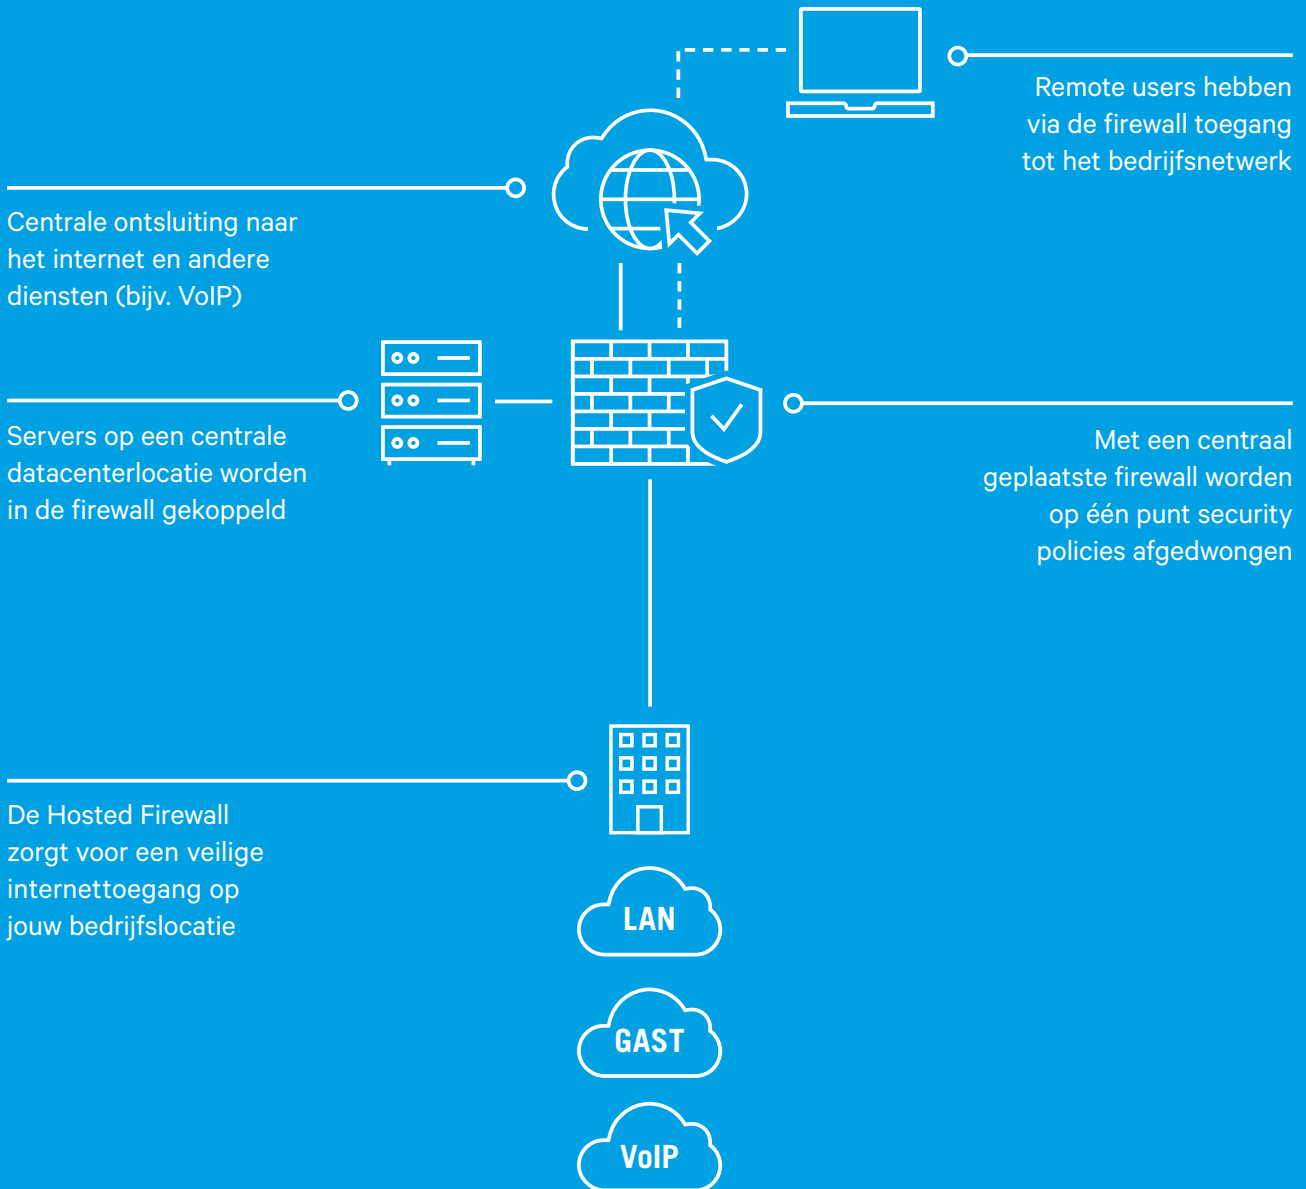 Remote users hebben
via de firewall toegang
tot het bedrijfsnetwerk
Centrale ontsluiting naar
het internet en andere
diensten (bijv. VoIP)
Servers op een centrale
datacenterlocatie worden
in de firewall gekoppeld
Met een centraal
geplaatste firewall worden
op één punt security
policies afgedwongen
De Hosted Firewall
zorgt voor een veilige
internettoegang op
jouw bedrijfslocatie
LAN
GAST
VoIP